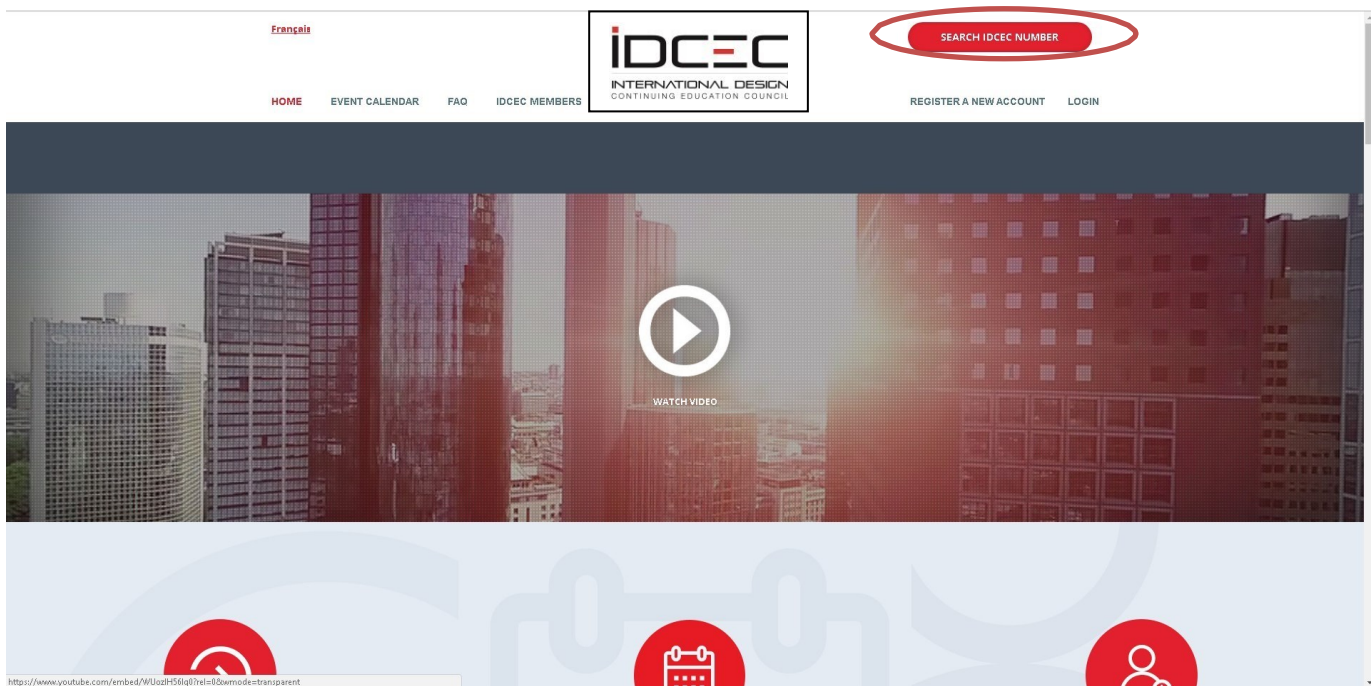 Français
SEARCH IDCEC NUMBER
iDCEC
INTERNATIONAL DESIGN
CONTINUING EDUCATION COUNCIL
HOME EVENT CALENDAR FAQ IDCEC MEMBERS REGISTER A NEW ACCOUNT LOGIN
WATCH VIDEO